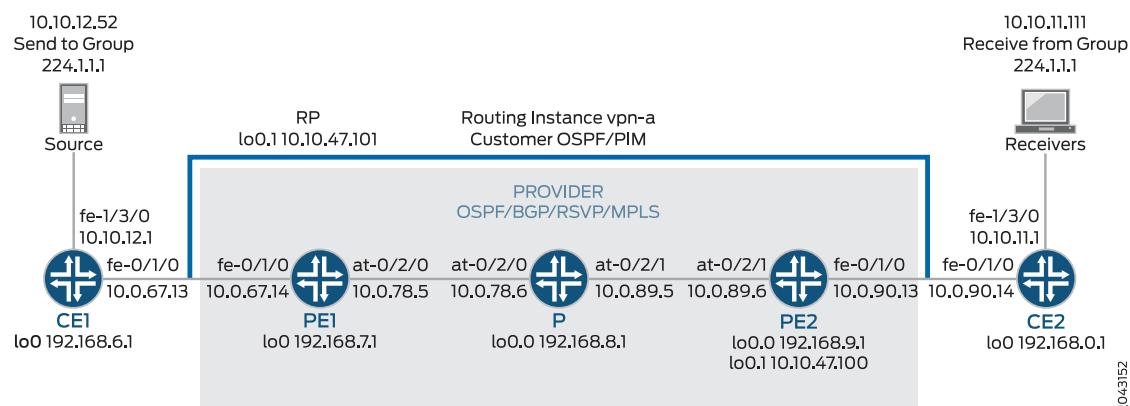 10.10.12.52
Send to Group
224.1.1.1
Source
10.10.11.111
Receive from Group
224.1.1.1
Receivers
RP
lo0.1 10.10.47.101
Routing Instance vpn-a
Customer OSPF/PIM
PROVIDER
OSPF/BGP/RSVP/MPLS
fe-1/3/0
10.10.12.1
fe-1/3/0
10.10.11.1
fe-0/1/0
10.0.67.13
fe-0/1/0
10.0.67.14
at-0/2/0
10.0.78.5
at-0/2/0
10.0.78.6
at-0/2/1
10.0.89.5
at-0/2/1
10.0.89.6
fe-0/1/0
10.0.90.13
fe-0/1/0
10.0.90.14
CE1
lo0 192.168.6.1
PE1
lo0 192.168.7.1
P
lo0.0 192.168.8.1
PE2
lo0.0 192.168.9.1
lo0.1 10.10.47.100
CE2
lo0 192.168.0.1
043152